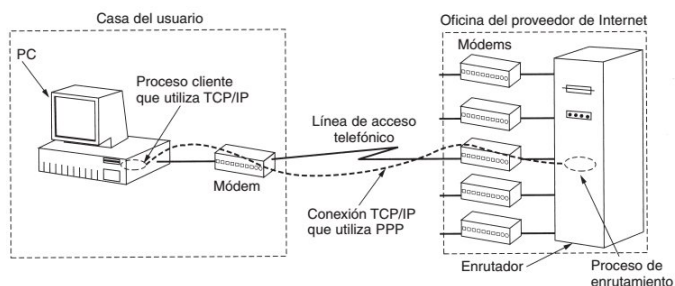 Casa del usuario
Oficina del proveedor de Internet
PC
Módems
Proceso cliente
que utiliza TCP/IP
Línea de acceso
telefónico
Módem
Conexión TCP/IP
que utiliza PPP
Enrutador
Proceso de
enrutamiento